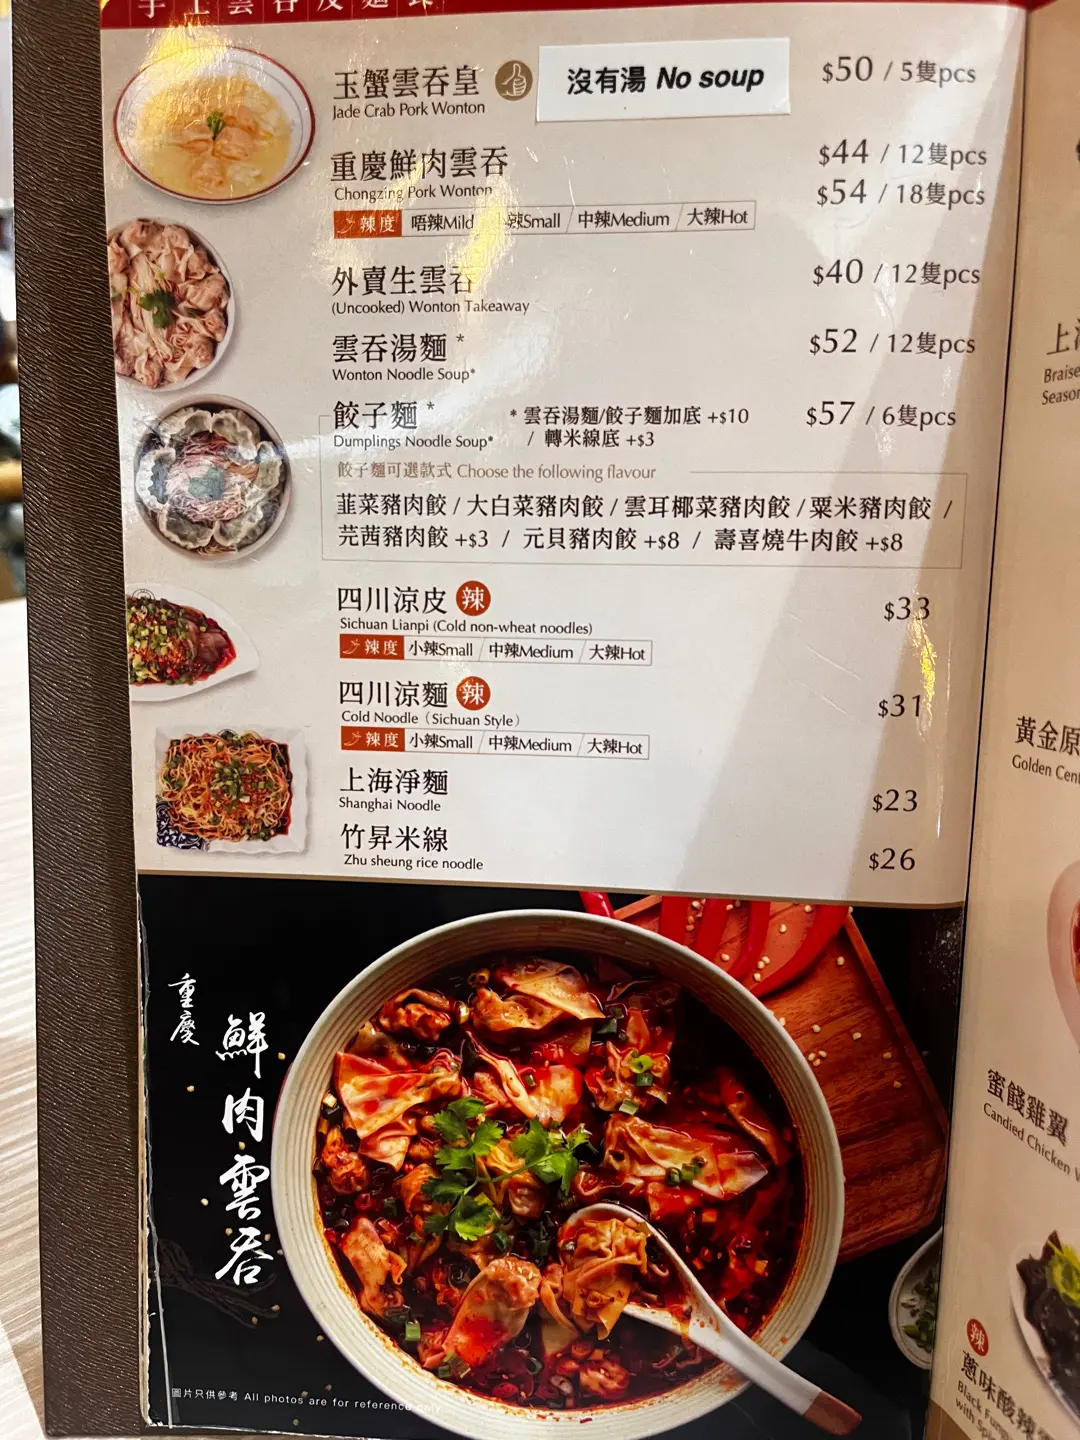 玉蟹雲吞皇 沒有湯 No soup $50 / 5隻pcs
Jade Crab Pork Wonton
重慶鮮肉雲吞 $44 / 12隻pcs
Chongzing Pork Wonton $54 / 18隻pcs
辣度 唔辣Mild 辣Small 中辣Medium 大辣Hot
外賣生雲吞 $40 / 12隻pcs
(Uncooked) Wonton Takeaway
雲吞湯麵* $52 / 12隻pcs
Wonton Noodle Soup*
餃子麵* * 雲吞湯麵/餃子麵加底 +$10 $57 / 6隻pcs
Dumplings Noodle Soup* / 轉米線底 +$3
餃子麵可選款式 Choose the following flavour
韮菜豬肉餃 / 大白菜豬肉餃 / 雲耳椰菜豬肉餃 / 粟米豬肉餃 /
芫茜豬肉餃 +$3 / 元貝豬肉餃 +$8 / 壽喜燒牛肉餃 +$8
四川涼皮 辣 $33
Sichuan Lianpi (Cold non-wheat noodles)
辣度 小辣Small 中辣Medium 大辣Hot
四川涼麵 辣 $31
Cold Noodle (Sichuan Style)
辣度 小辣Small 中辣Medium 大辣Hot
上海淨麵 $23
Shanghai Noodle
竹昇米線 $26
Zhu sheung rice noodle
重慶
鮮肉雲吞
圖片只供參考 All photos are for reference only
上海
Braise
Season
黃金原
Golden Cent
蜜餞雞翼
Candied Chicken W
辣
蔥味酸辣
Black Fung
with Sp